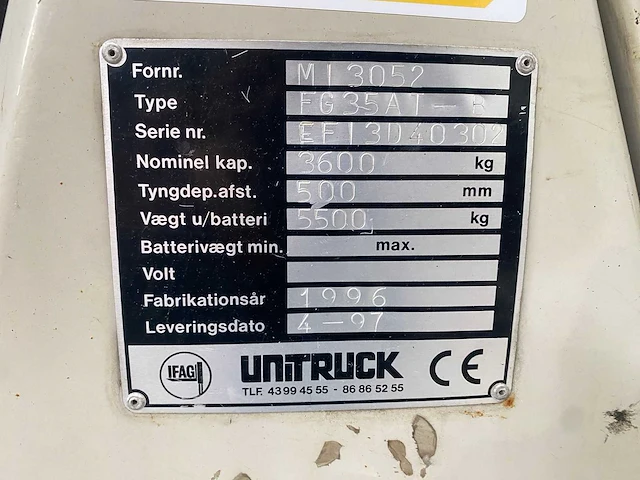 Fornr. MI3052
Type FG35AT-R
Serie nr. EF13D40302
Nominel kap. 3600 kg
Tyngdep.afst. 500 mm
Vægt u/batteri 5500 kg
Batterivægt min. max.
Volt
Fabrikationsår 1996
Leveringsdato 4-97
IFAG UNITRUCK CE
TLF. 43 99 45 55 - 86 86 52 55